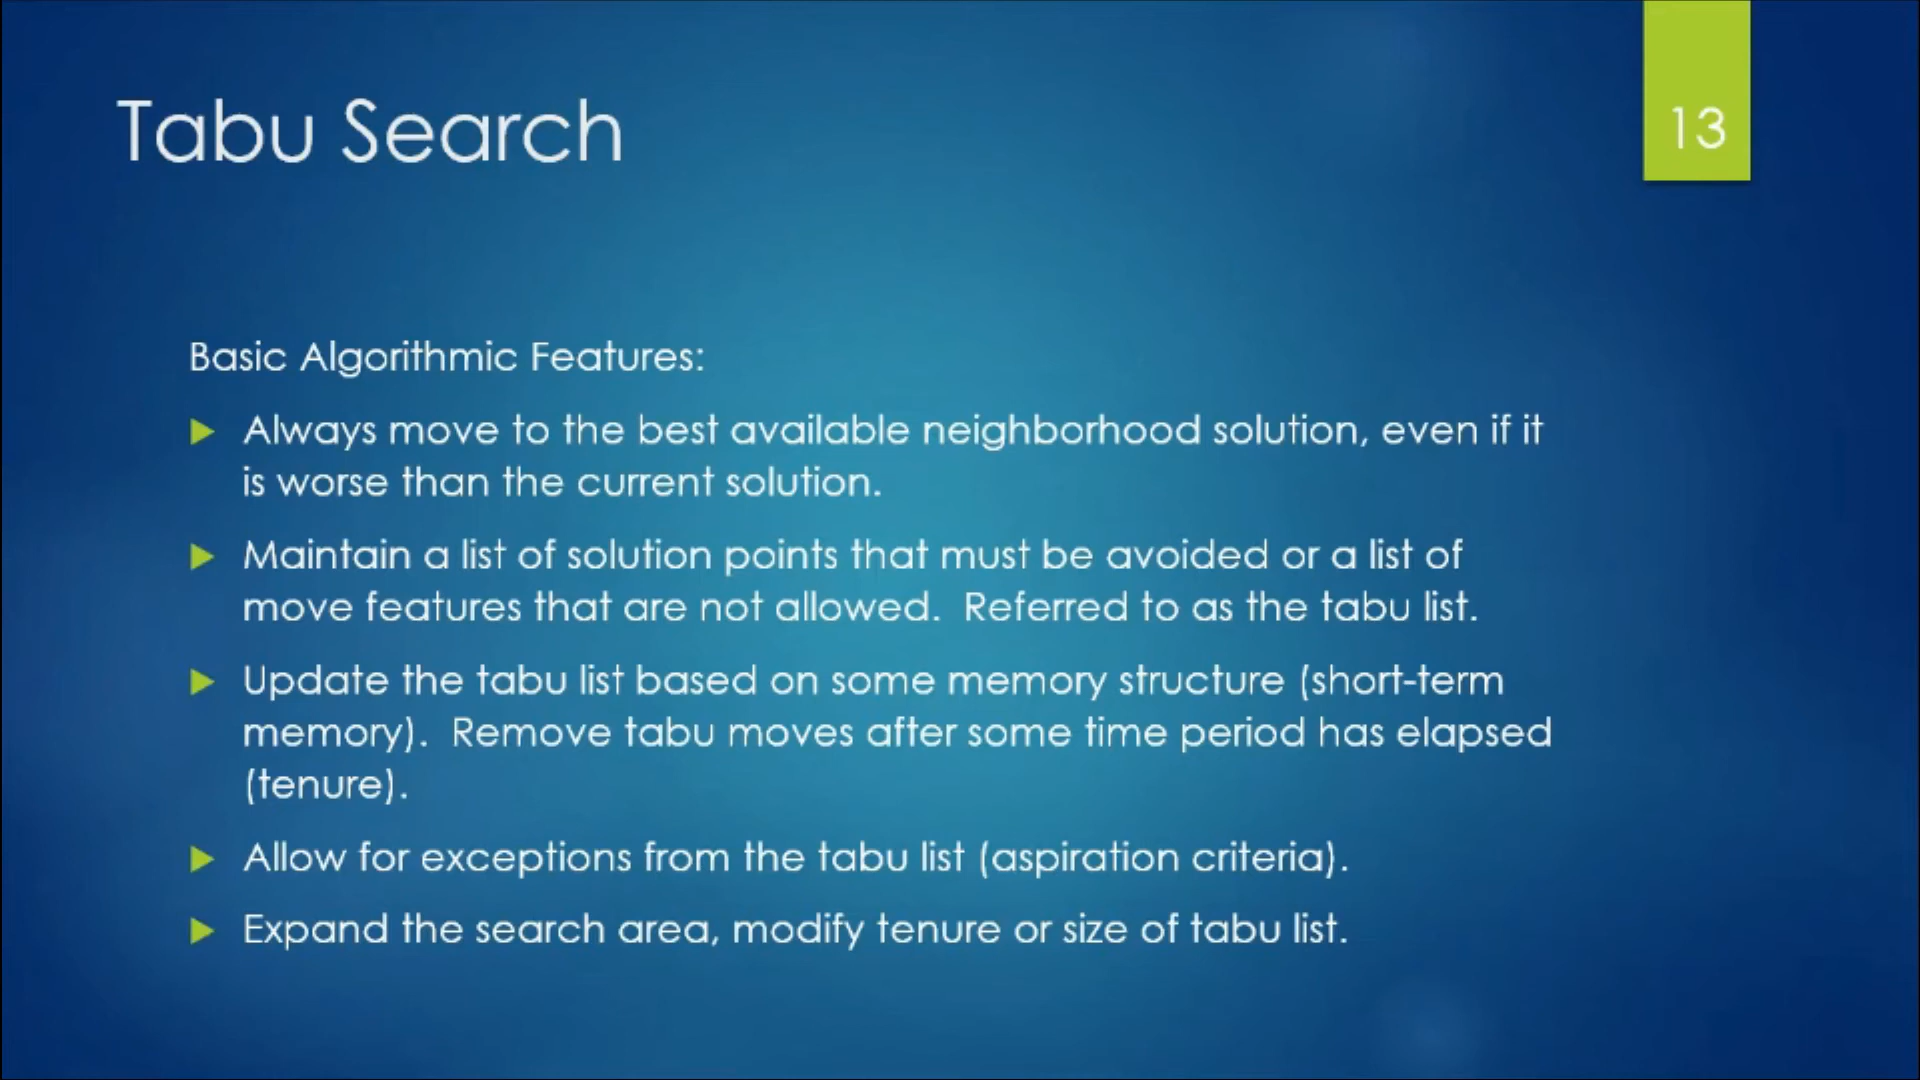 Tabu Search
13
Basic Algorithmic Features:
Always move to the best available neighborhood solution, even if it
is worse than the current solution.
Maintain a list of solution points that must be avoided or a list of
move features that are not allowed.  Referred to as the tabu list.
Update the tabu list based on some memory structure (short-term
memory).  Remove tabu moves after some time period has elapsed
(tenure).
Allow for exceptions from the tabu list (aspiration criteria).
Expand the search area, modify tenure or size of tabu list.